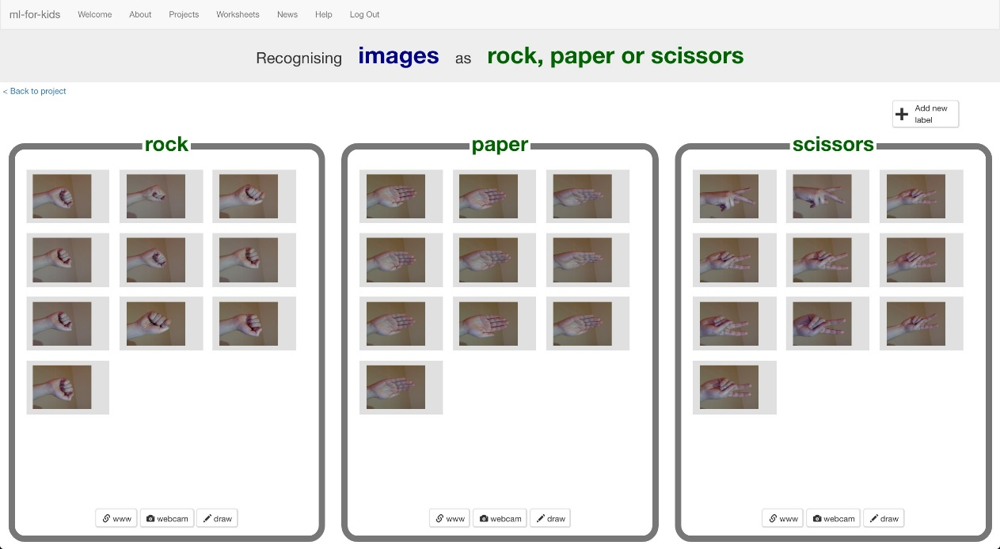 ml-for-kids Welcome About Projects Worksheets News Help Log Out
Recognising images as rock, paper or scissors
< Back to project
Add new
label
rock
paper
scissors
www webcam draw
www webcam draw
www webcam draw